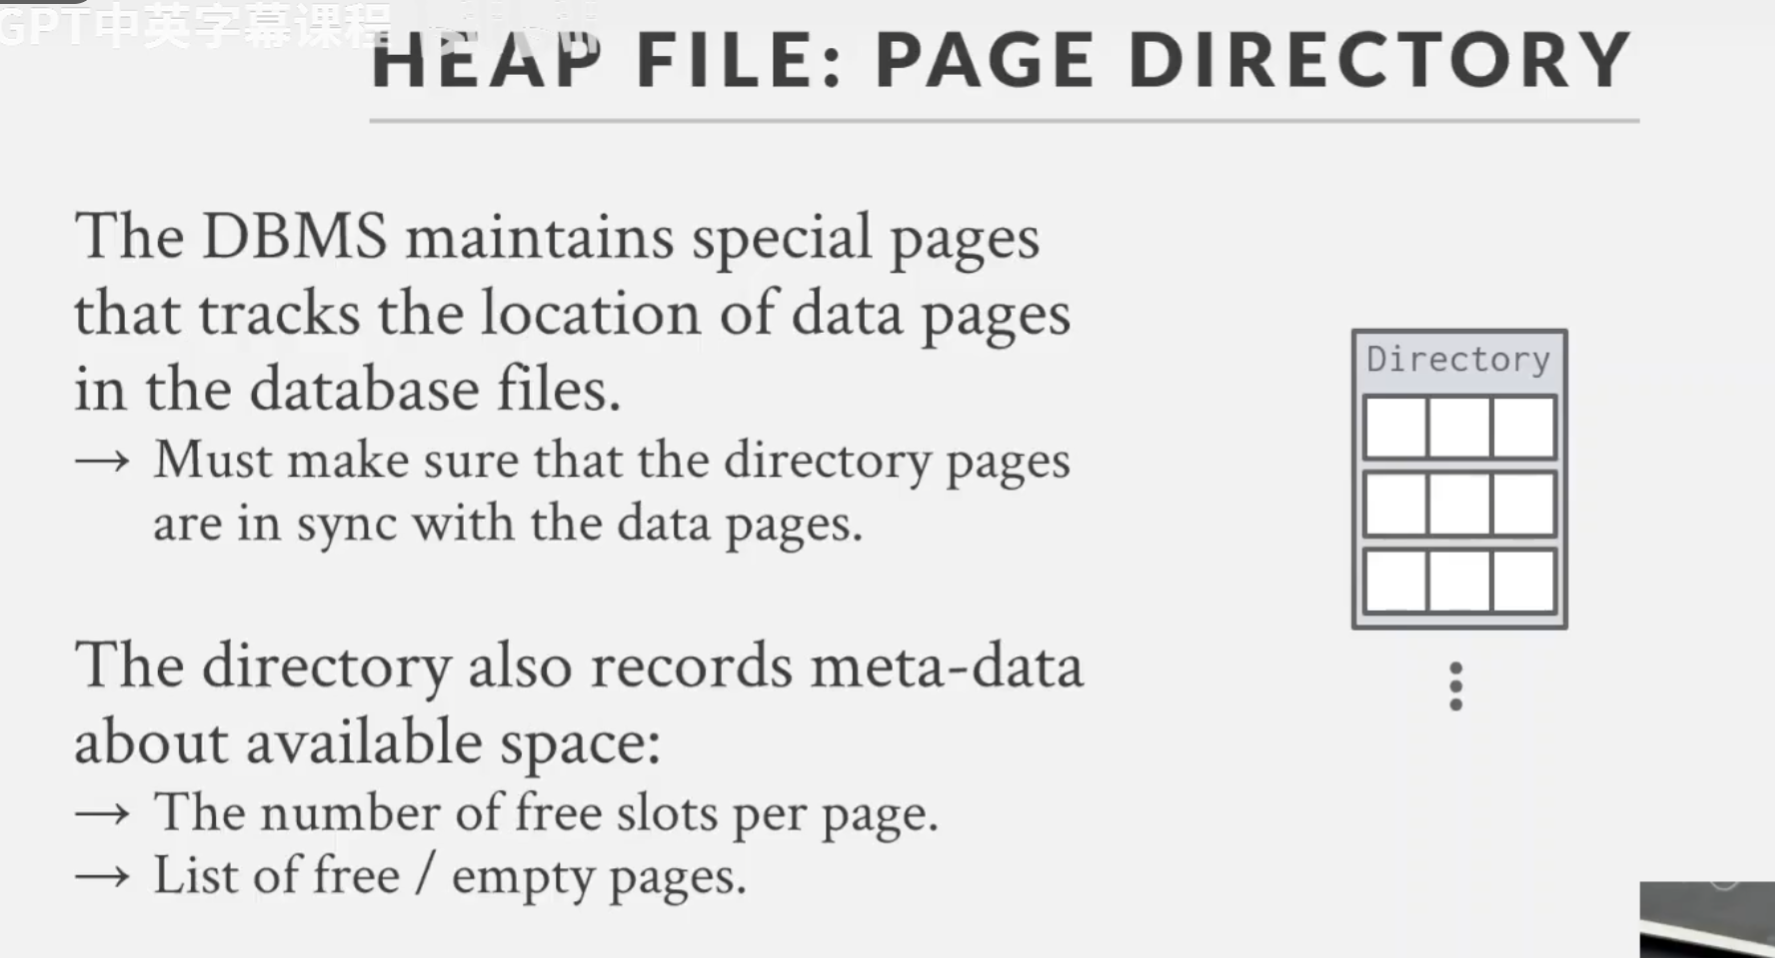 GPT中英字幕课程
HEAP FILE: PAGE DIRECTORY
The DBMS maintains special pages
that tracks the location of data pages
in the database files.
→ Must make sure that the directory pages
are in sync with the data pages.
The directory also records meta-data
about available space:
→ The number of free slots per page.
→ List of free / empty pages.
Directory